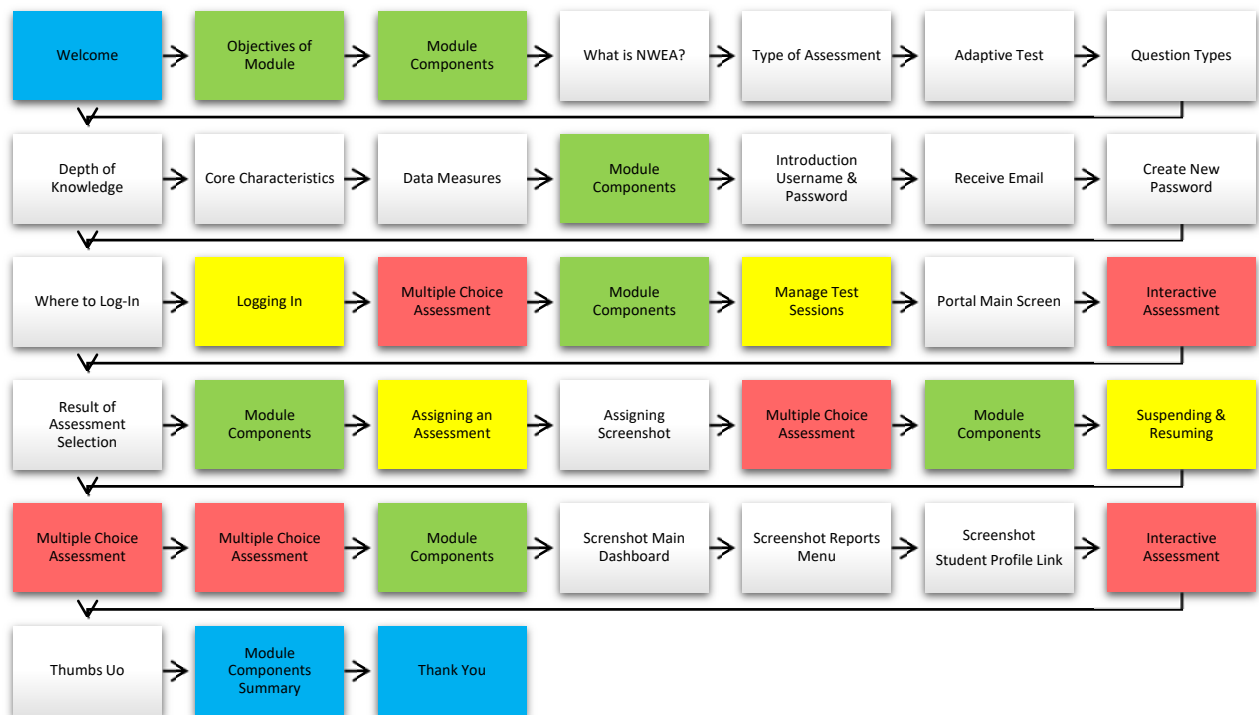 Welcome
Objectives of
Module
Module
Components
What is NWEA?
Type of Assessment
Adaptive Test
Question Types
Depth of
Knowledge
Core Characteristics
Data Measures
Module
Components
Introduction
Username &
Password
Receive Email
Create New
Password
Where to Log-In
Logging In
Multiple Choice
Assessment
Module
Components
Manage Test
Sessions
Portal Main Screen
Interactive
Assessment
Result of
Assessment
Selection
Module
Components
Assigning an
Assessment
Assigning
Screenshot
Multiple Choice
Assessment
Module
Components
Suspending &
Resuming
Multiple Choice
Assessment
Multiple Choice
Assessment
Module
Components
Scrnshot Main
Dashboard
Screenshot Reports
Menu
Screenshot
Student Profile Link
Interactive
Assessment
Thumbs Uo
Module
Components
Summary
Thank You